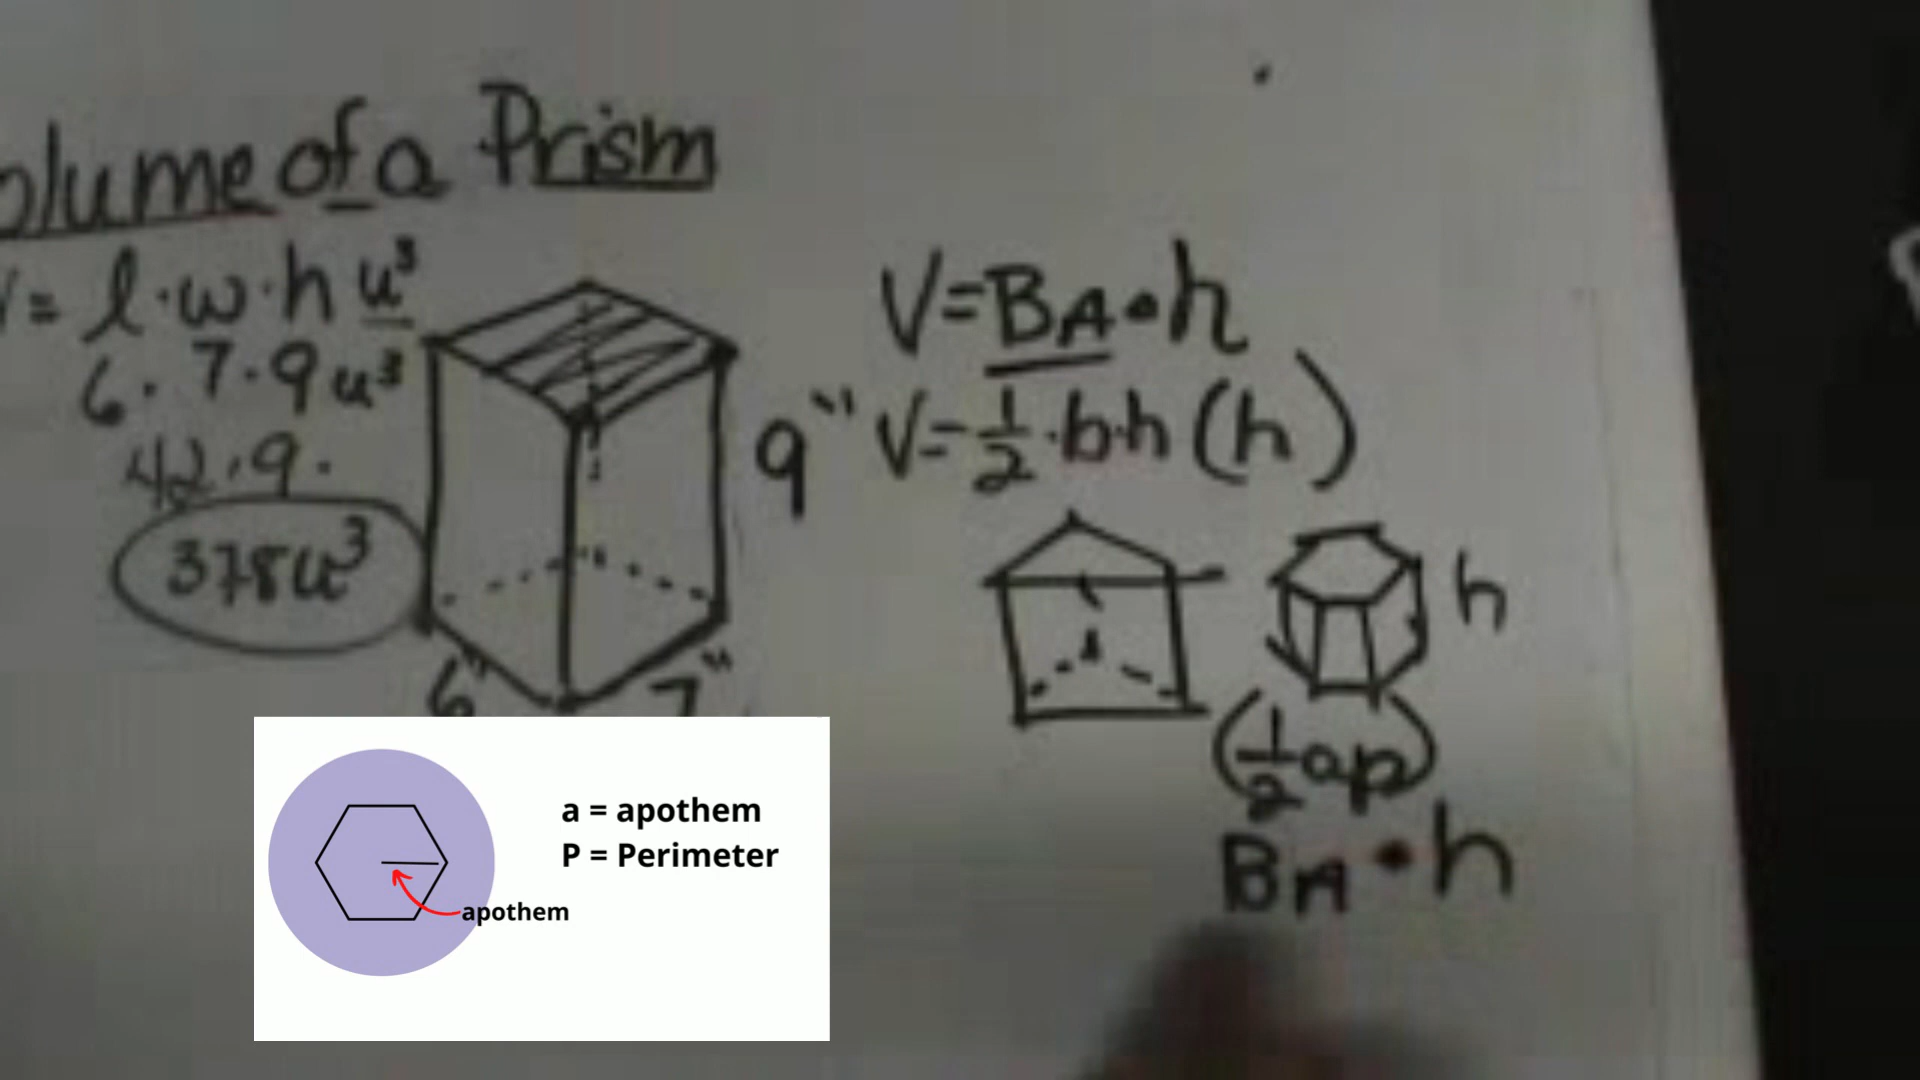 olume of a Prism
V = l·w·h u³
6·7·9 u³
42·9·
378u³
9"
6"
7"
V=BA•h
V=½·b·h (h)
h
(½ap)
BA•h
a = apothem
P = Perimeter
apothem